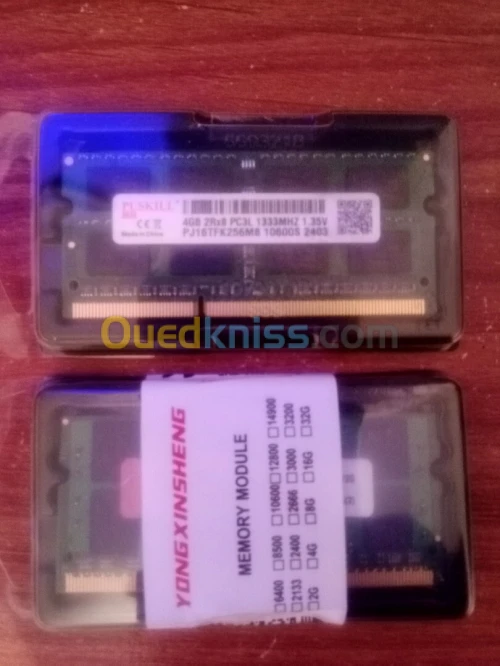 PUSKILL
4GB 2Rx8 PC3L 1333MHZ 1.35V
CE
Made in China
PJ16TFK256M8 10600S 2403
Ouedkniss.com
YONGXINSHENG
MEMORY MODULE
□6400 □8500 □10600 □12800 □14900
□2133 □2400 □2666 □3000 □3200
□2G □4G □8G □16G □32G